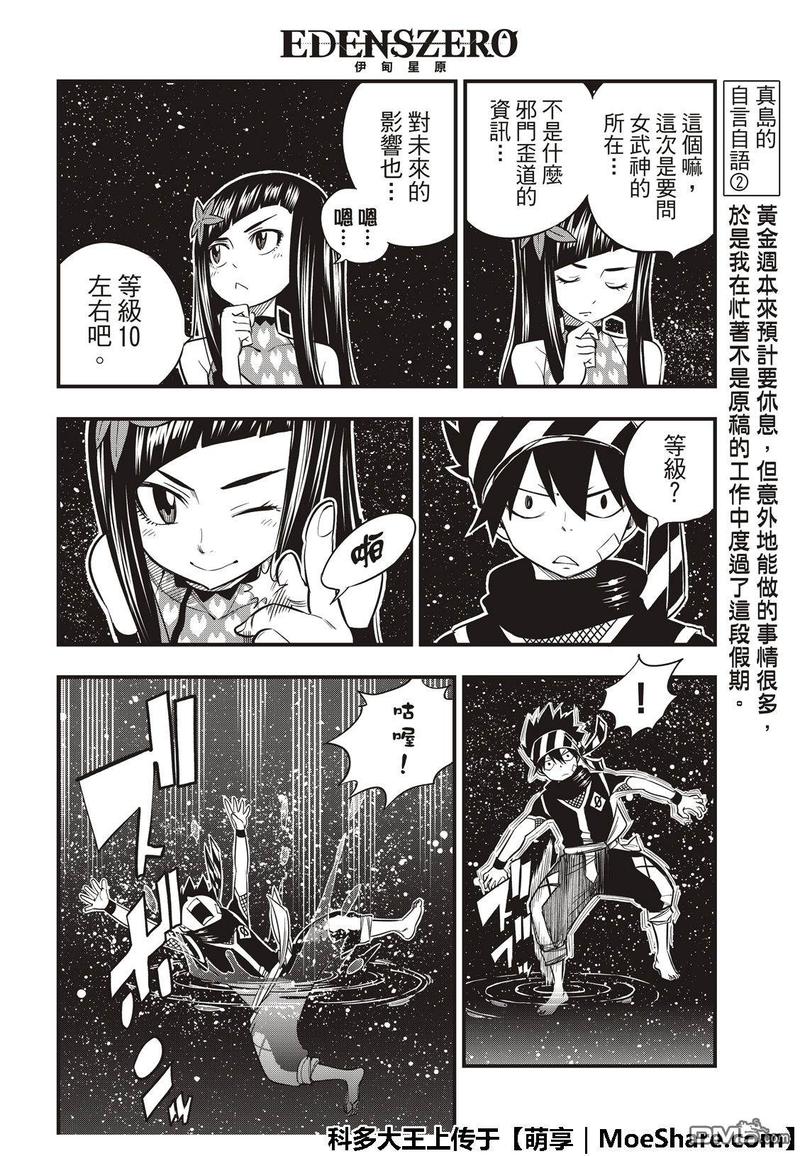 EDENSZERO
伊甸星原
真島的
自言自語②
黃金週本來預計要休息，但意外地能做的事情很多，
於是我在忙著不是原稿的工作中度過了這段假期。
這個嘛，
這次是要問
女武神的
所在…
不是什麼
邪門歪道的
資訊…
對未來的
影響也…
嗯…
嗯…
等級10
左右吧。
等級？
啪
！
咕喔！
科多大王上传于【萌享｜MoeShare.com】